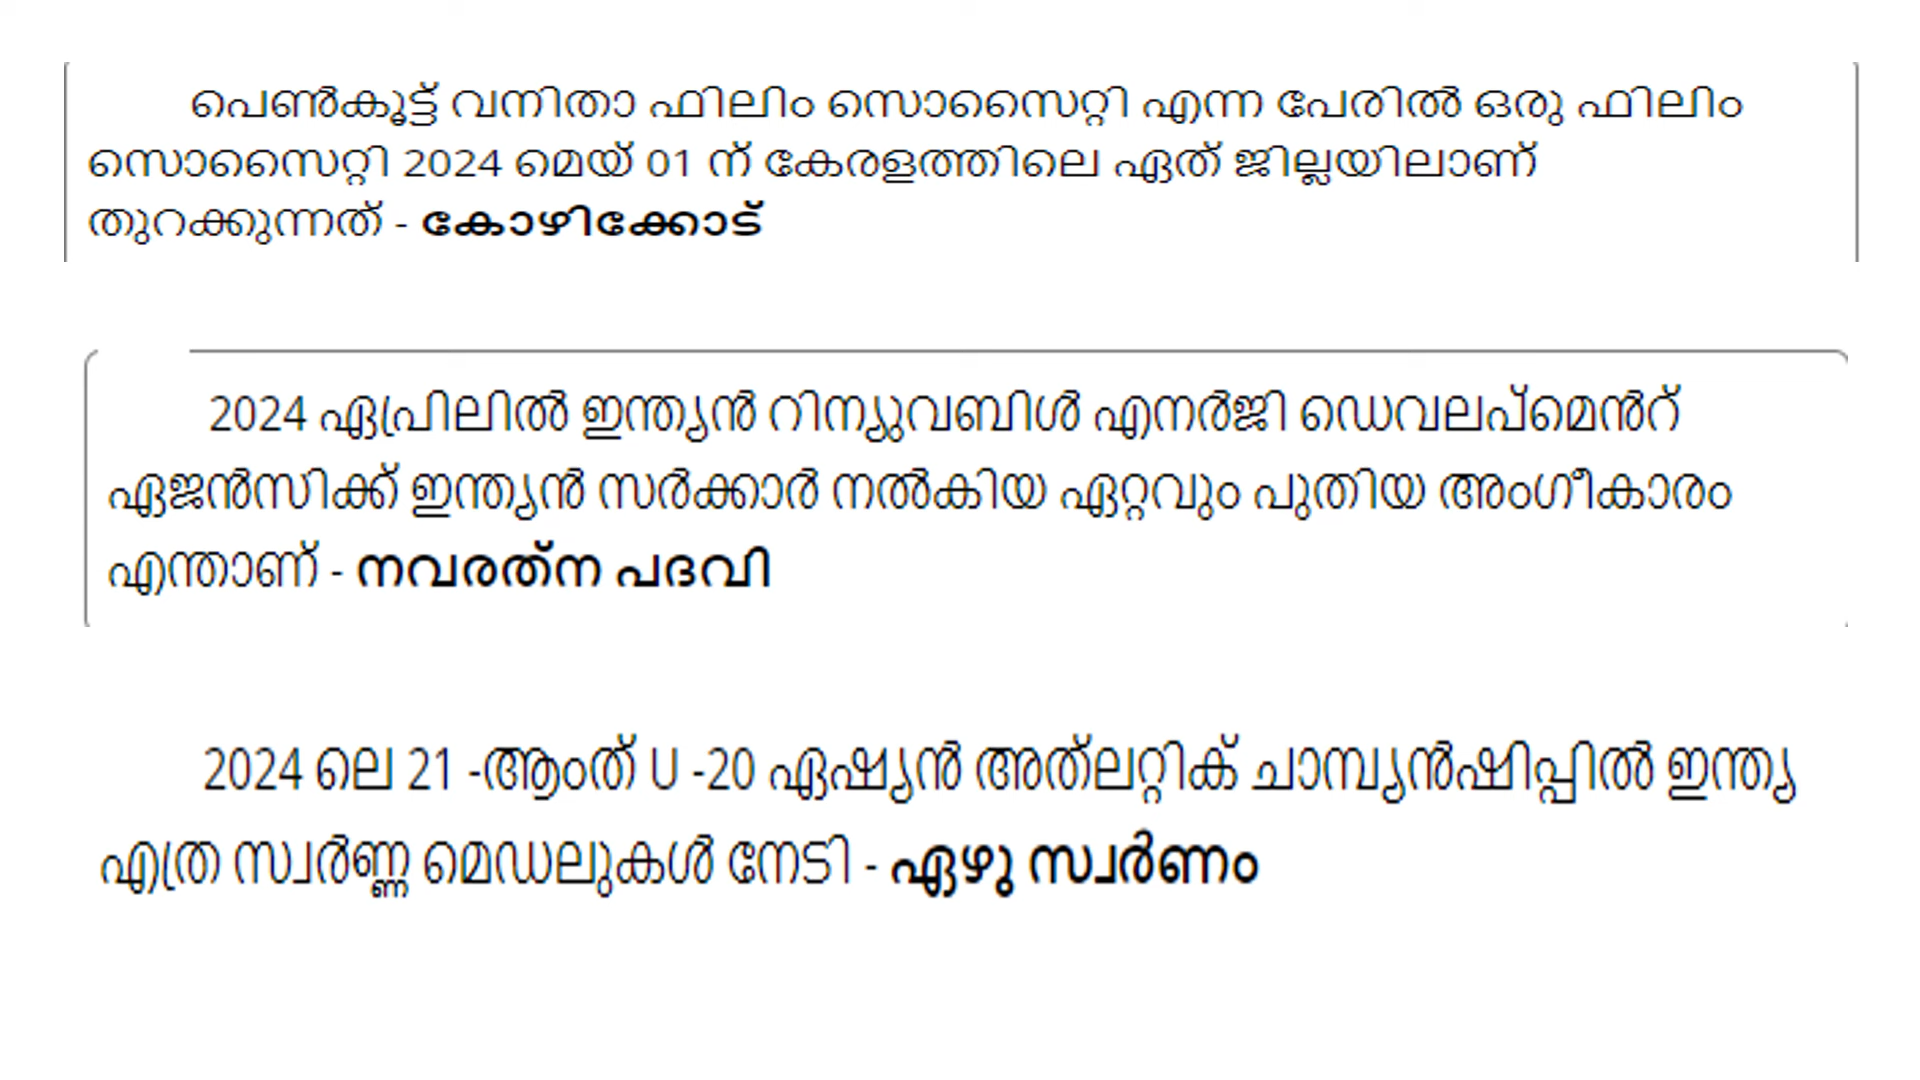 പെൺകൂട്ട് വനിതാ ഫിലിം സൊസൈറ്റി എന്ന പേരിൽ ഒരു ഫിലിം
സൊസൈറ്റി 2024 മെയ് 01 ന് കേരളത്തിലെ ഏത് ജില്ലയിലാണ്
തുറക്കുന്നത് - കോഴിക്കോട്
2024 ഏപ്രിലിൽ ഇന്ത്യൻ റിന്യുവബിൾ എനർജി ഡെവലപ്മെൻറ്
ഏജൻസിക്ക് ഇന്ത്യൻ സർക്കാർ നൽകിയ ഏറ്റവും പുതിയ അംഗീകാരം
എന്താണ് - നവരത്ന പദവി
2024 ലെ 21 -ആംത് U -20 ഏഷ്യൻ അത്ലറ്റിക് ചാമ്പ്യൻഷിപ്പിൽ ഇന്ത്യ
എത്ര സ്വർണ്ണ മെഡലുകൾ നേടി - ഏഴു സ്വർണം